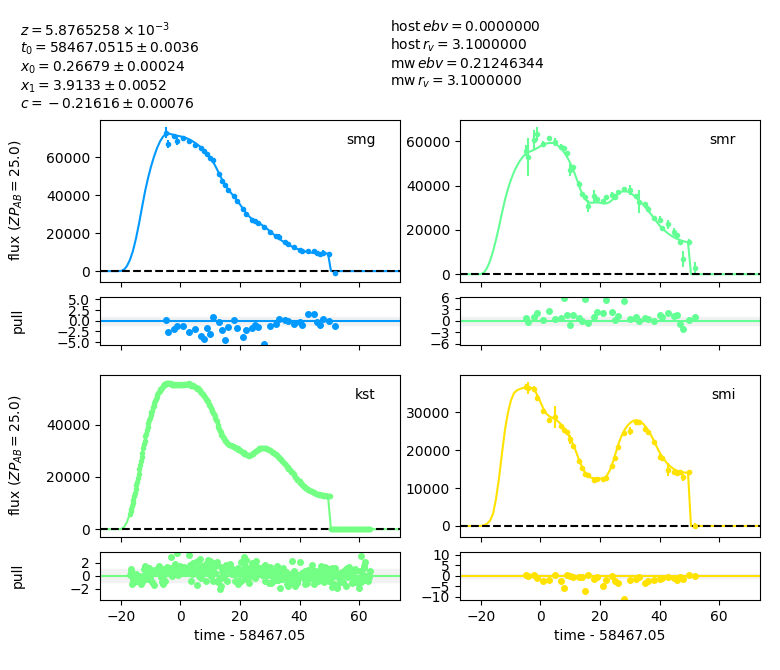 z = 5.8765258 × 10⁻³
t₀ = 58467.0515 ± 0.0036
x₀ = 0.26679 ± 0.00024
x₁ = 3.9133 ± 0.0052
c = −0.21616 ± 0.00076
host ebv = 0.0000000
host r_v = 3.1000000
mw ebv = 0.21246344
mw r_v = 3.1000000
flux (ZP_AB = 25.0)
60000
40000
20000
0
smg
60000
40000
20000
0
smr
pull
5.0
2.5
0.0
−2.5
−5.0
6
3
0
−3
−6
flux (ZP_AB = 25.0)
40000
20000
0
kst
30000
20000
10000
0
smi
pull
2
0
−2
10
5
0
−5
−10
−20 0 20 40 60
−20 0 20 40 60
time - 58467.05
time - 58467.05